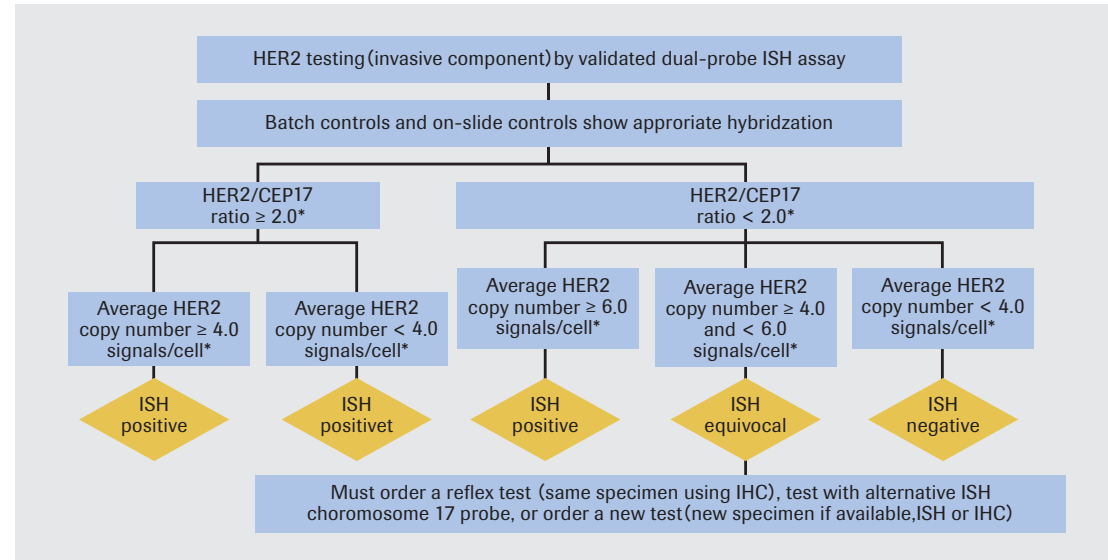 HER2 testing(invasive component)by validated dual-probe ISH assay
Batch controls and on-slide controls show approriate hybridzation
HER2/CEP17
ratio ≥ 2.0*
HER2/CEP17
ratio < 2.0*
Average HER2
copy number ≥ 4.0
signals/cell*
Average HER2
copy number < 4.0
signals/cell*
Average HER2
copy number ≥ 6.0
signals/cell*
Average HER2
copy number ≥ 4.0
and < 6.0
signals/cell*
Average HER2
copy number < 4.0
signals/cell*
ISH
positive
ISH
positivet
ISH
positive
ISH
equivocal
ISH
negative
Must order a reflex test (same specimen using IHC), test with alternative ISH
choromosome 17 probe, or order a new test(new specimen if available,ISH or IHC)